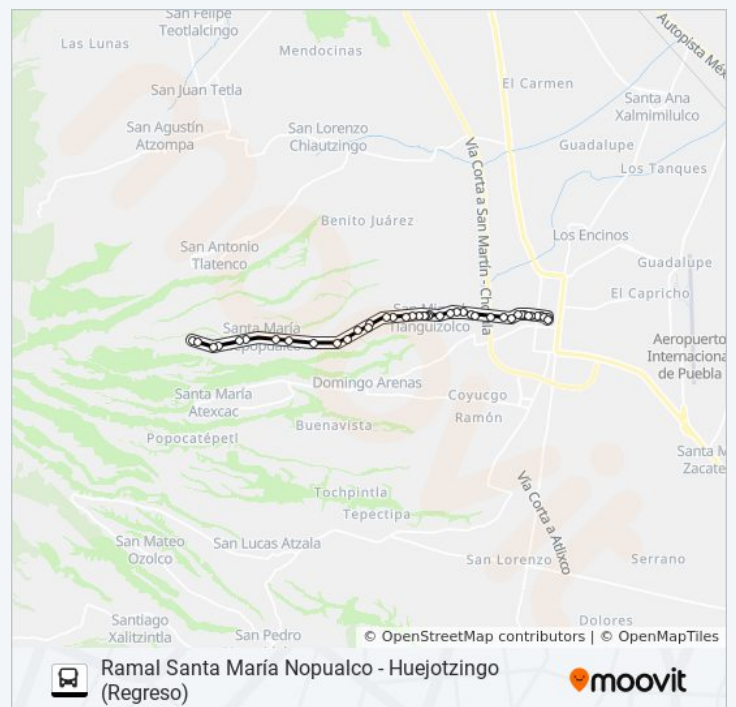 San Felipe
Teotlalcingo
Las Lunas
Mendocinas
Autopista Méx
San Juan Tetla
El Carmen
Santa Ana
Xalmimilulco
San Agustín
Atzompa
San Lorenzo
Chiautzingo
Guadalupe
Los Tanques
Vía Corta a San Martín - Cholula
Benito Juárez
San Antonio
Tlatenco
Los Encinos
Guadalupe
El Capricho
Santa María
Tianguizolco
Aeropuerto
Internaciona
de Puebla
Domingo Arenas
Santa María
Atexcac
Coyucgo
Ramón
Buenavista
Popocatépetl
Santa M
Zacate
Tochpintla
Tepectipa
Vía Corta a Atlixco
San Mateo
Ozolco
San Lucas Atzala
San Lorenzo
Serrano
Santiago
Xalitzintla
San Pedro
Dolores
© OpenStreetMap contributors | © OpenMapTiles
Ramal Santa María Nopualco - Huejotzingo
(Regreso)
moovit